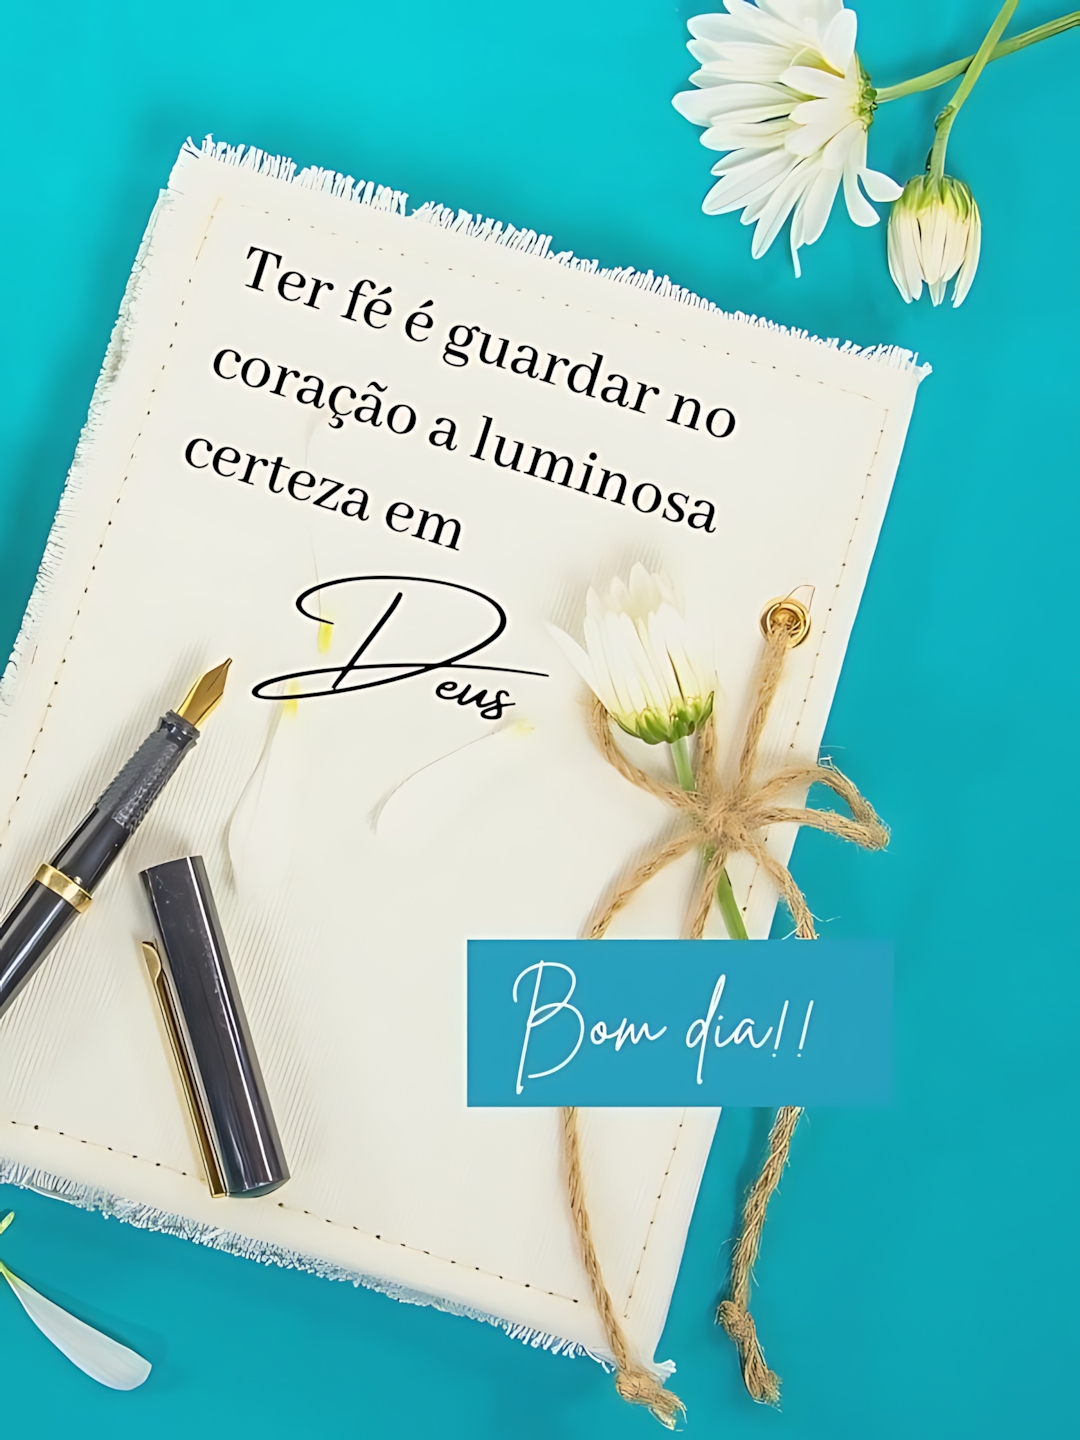 Ter fé é guardar no
coração a luminosa
certeza em
Deus
Bom dia!!